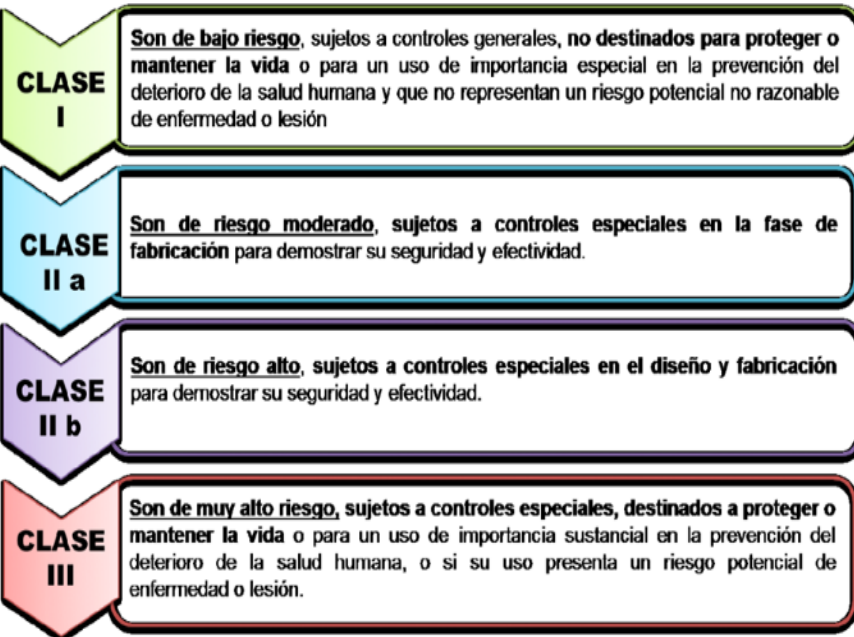 CLASE
I
Son de bajo riesgo, sujetos a controles generales, no destinados para proteger o
mantener la vida o para un uso de importancia especial en la prevención del
deterioro de la salud humana y que no representan un riesgo potencial no razonable
de enfermedad o lesión
CLASE
II a
Son de riesgo moderado, sujetos a controles especiales en la fase de
fabricación para demostrar su seguridad y efectividad.
CLASE
II b
Son de riesgo alto, sujetos a controles especiales en el diseño y fabricación
para demostrar su seguridad y efectividad.
CLASE
III
Son de muy alto riesgo, sujetos a controles especiales, destinados a proteger o
mantener la vida o para un uso de importancia sustancial en la prevención del
deterioro de la salud humana, o si su uso presenta un riesgo potencial de
enfermedad o lesión.